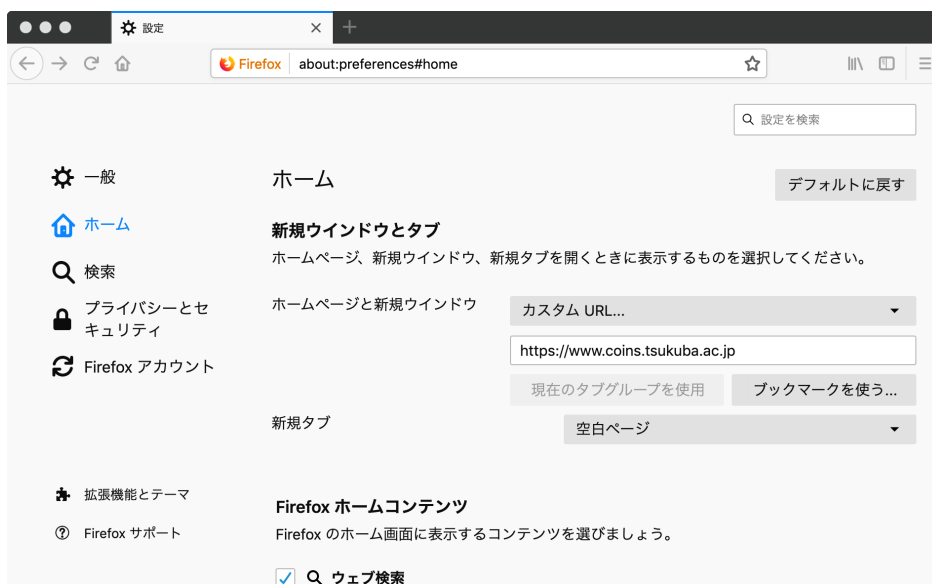 設定
Firefox about:preferences#home
設定を検索
一般
ホーム
検索
プライバシーとセ
キュリティ
Firefox アカウント
拡張機能とテーマ
Firefox サポート
ホーム
デフォルトに戻す
新規ウインドウとタブ
ホームページ、新規ウインドウ、新規タブを開くときに表示するものを選択してください。
ホームページと新規ウインドウ
カスタム URL...
https://www.coins.tsukuba.ac.jp
現在のタブグループを使用
ブックマークを使う...
新規タブ
空白ページ
Firefox ホームコンテンツ
Firefox のホーム画面に表示するコンテンツを選びましょう。
ウェブ検索